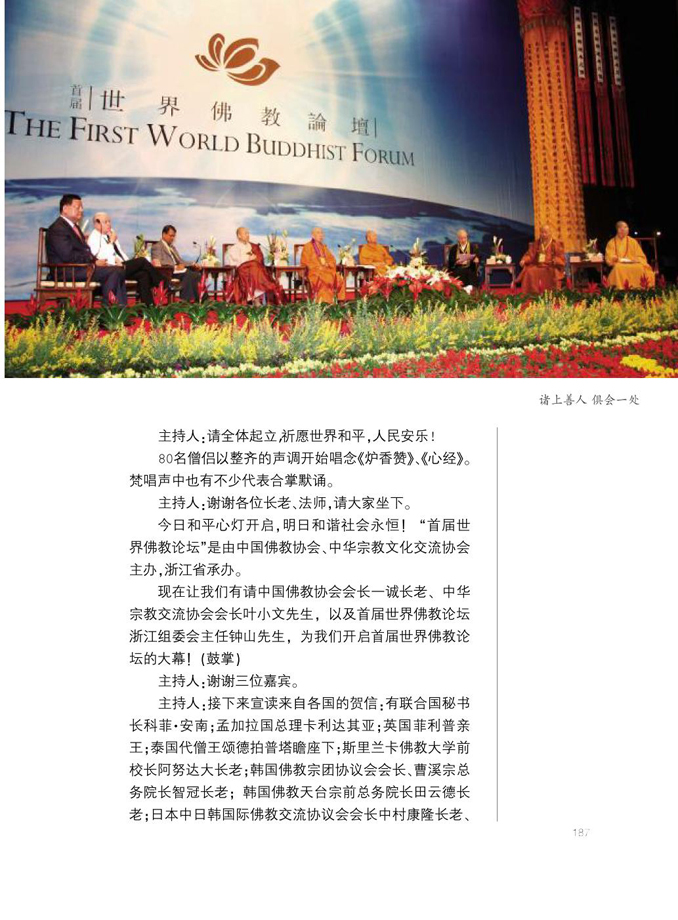 首届 世界佛教論壇
THE FIRST WORLD BUDDHIST FORUM
诸上善人 俱会一处
主持人:请全体起立,祈愿世界和平,人民安乐!
80名僧侣以整齐的声调开始唱念《炉香赞》、《心经》。
梵唱声中也有不少代表合掌默诵。
主持人:谢谢各位长老、法师,请大家坐下。
今日和平心灯开启,明日和谐社会永恒! “首届世
界佛教论坛”是由中国佛教协会、中华宗教文化交流协会
主办,浙江省承办。
现在让我们有请中国佛教协会会长一诚长老、中华
宗教交流协会会长叶小文先生, 以及首届世界佛教论坛
浙江组委会主任钟山先生, 为我们开启首届世界佛教论
坛的大幕! (鼓掌)
主持人:谢谢三位嘉宾。
主持人:接下来宣读来自各国的贺信:有联合国秘书
长科菲·安南;孟加拉国总理卡利达其亚;英国菲利普亲
王;泰国代僧王颂德拍普塔瞻座下;斯里兰卡佛教大学前
校长阿努达大长老;韩国佛教宗团协议会会长、曹溪宗总
务院长智冠长老; 韩国佛教天台宗前总务院长田云德长
老;日本中日韩国际佛教交流协议会会长中村康隆长老、
187